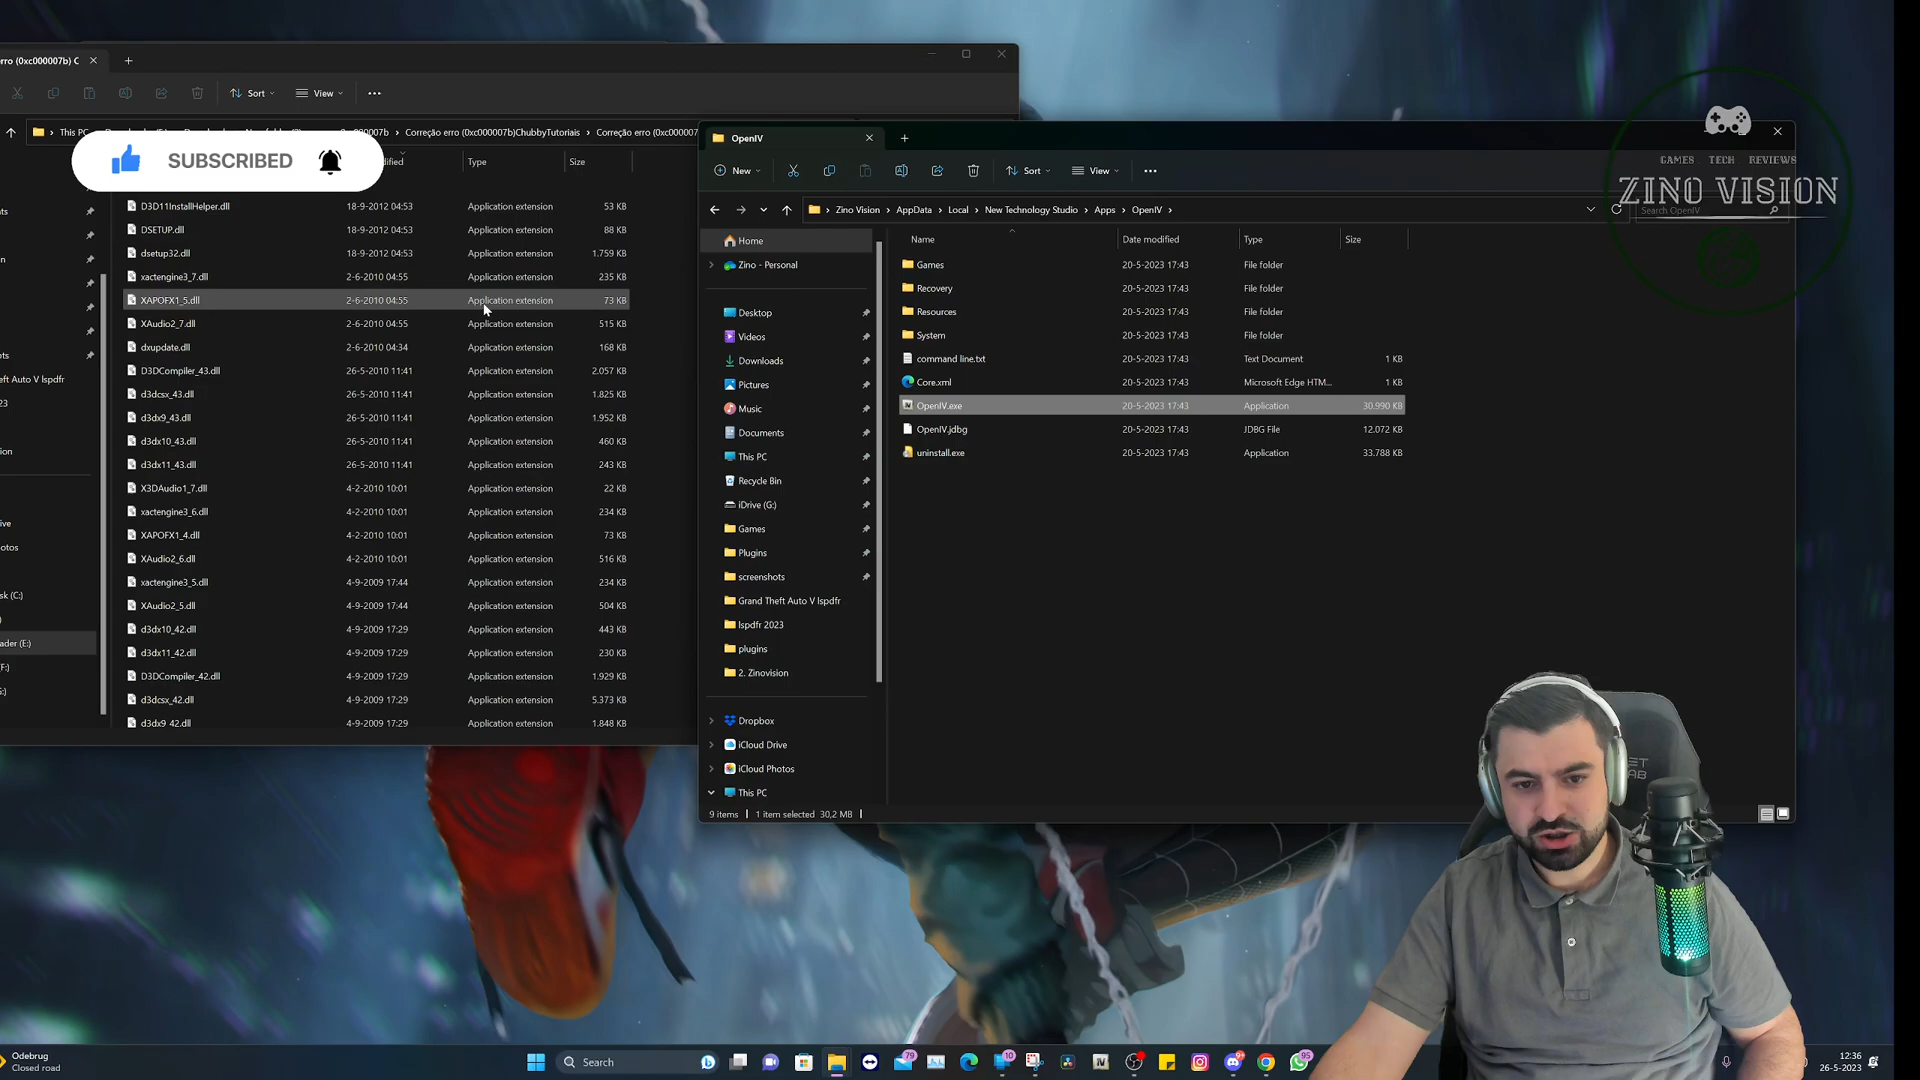 erro (0xc000007b) C
Sort
View
This PC
Correção erro (0xc000007b)ChubbyTutoriais
Correção erro (0xc000007b)
SUBSCRIBED
Type
Size
D3D11InstallHelper.dll 18-9-2012 04:53 Application extension 53 KB
DSETUP.dll 18-9-2012 04:53 Application extension 88 KB
dsetup32.dll 18-9-2012 04:53 Application extension 1.759 KB
xactengine3_7.dll 2-6-2010 04:55 Application extension 235 KB
XAPOFX1_5.dll 2-6-2010 04:55 Application extension 73 KB
XAudio2_7.dll 2-6-2010 04:55 Application extension 515 KB
dxupdate.dll 2-6-2010 04:34 Application extension 168 KB
D3DCompiler_43.dll 26-5-2010 11:41 Application extension 2.057 KB
d3dcsx_43.dll 26-5-2010 11:41 Application extension 1.825 KB
d3dx9_43.dll 26-5-2010 11:41 Application extension 1.952 KB
d3dx10_43.dll 26-5-2010 11:41 Application extension 460 KB
d3dx11_43.dll 26-5-2010 11:41 Application extension 243 KB
X3DAudio1_7.dll 4-2-2010 10:01 Application extension 22 KB
xactengine3_6.dll 4-2-2010 10:01 Application extension 234 KB
XAPOFX1_4.dll 4-2-2010 10:01 Application extension 73 KB
XAudio2_6.dll 4-2-2010 10:01 Application extension 516 KB
xactengine3_5.dll 4-9-2009 17:44 Application extension 234 KB
XAudio2_5.dll 4-9-2009 17:44 Application extension 504 KB
d3dx10_42.dll 4-9-2009 17:29 Application extension 443 KB
d3dx11_42.dll 4-9-2009 17:29 Application extension 230 KB
D3DCompiler_42.dll 4-9-2009 17:29 Application extension 1.929 KB
d3dcsx_42.dll 4-9-2009 17:29 Application extension 5.373 KB
d3dx9_42.dll 4-9-2009 17:29 Application extension 1.848 KB
eft Auto V lspdfr
OpenIV
New
Sort
View
Zino Vision > AppData > Local > New Technology Studio > Apps > OpenIV >
Search OpenIV
Name Date modified Type Size
Games 20-5-2023 17:43 File folder
Recovery 20-5-2023 17:43 File folder
Resources 20-5-2023 17:43 File folder
System 20-5-2023 17:43 File folder
command line.txt 20-5-2023 17:43 Text Document 1 KB
Core.xml 20-5-2023 17:43 Microsoft Edge HTM... 1 KB
OpenIV.exe 20-5-2023 17:43 Application 30.990 KB
OpenIV.jdbg 20-5-2023 17:43 JDBG File 12.072 KB
uninstall.exe 20-5-2023 17:43 Application 33.788 KB
Home
Zino - Personal
Desktop
Videos
Downloads
Pictures
Music
Documents
This PC
Recycle Bin
iDrive (G:)
Games
Plugins
screenshots
Grand Theft Auto V lspdfr
lspdfr 2023
plugins
2. Zinovision
Dropbox
iCloud Drive
iCloud Photos
This PC
9 items
1 item selected 30,2 MB
GAMES TECH REVIEWS
ZINO VISION
Odebrug
Closed road
Search
79
10
9+
95
12:36
26-5-2023